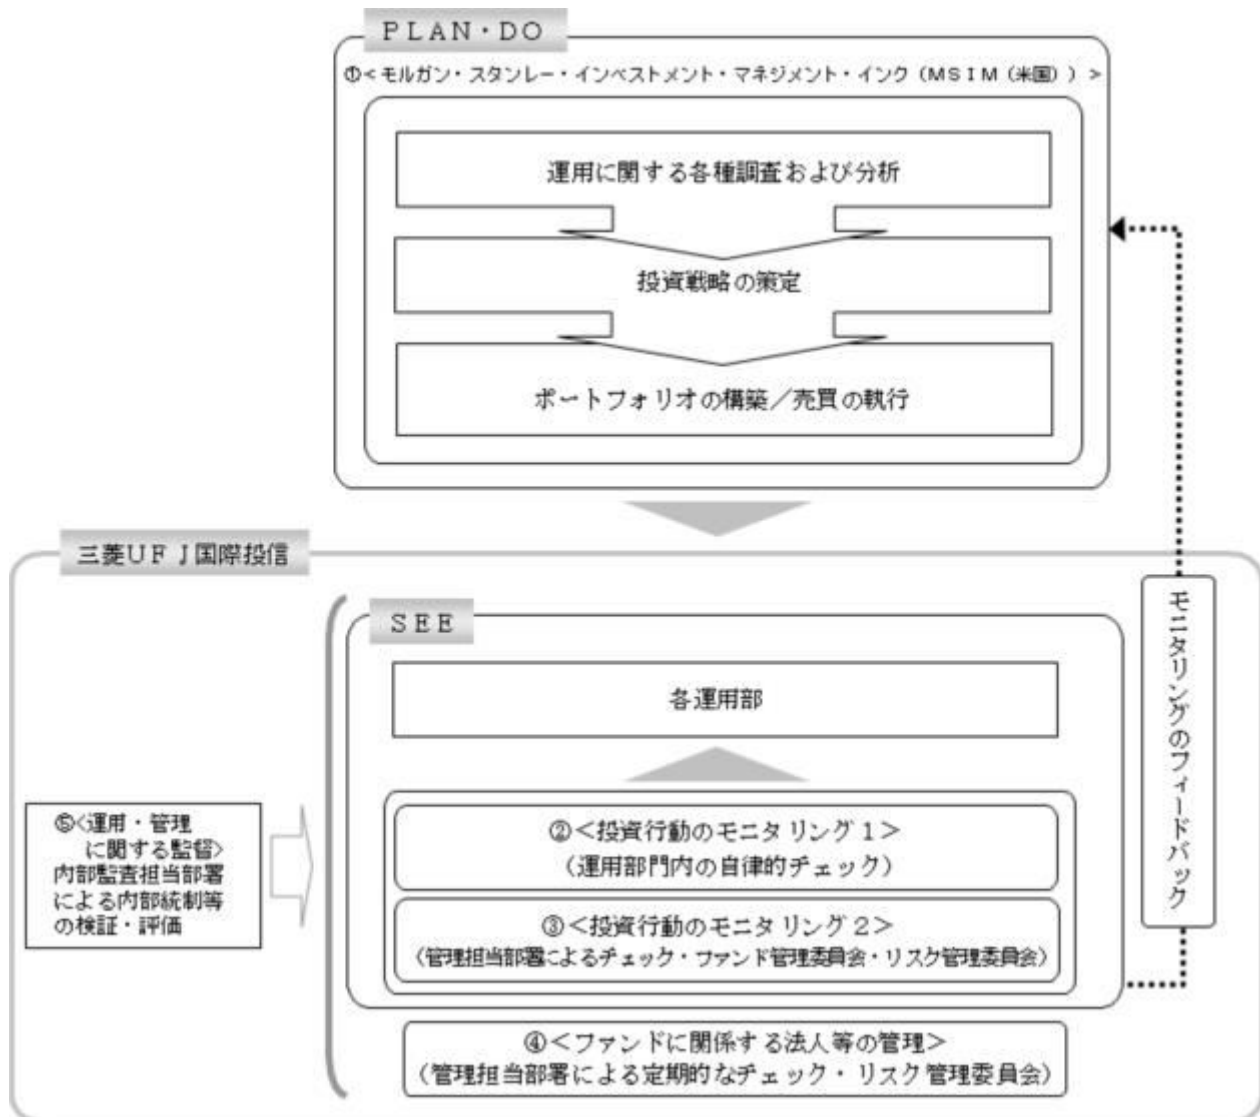 ＰＬＡＮ・ＤＯ
①＜モルガン・スタンレー・インベストメント・マネジメント・インク（ＭＳＩＭ（米国））＞
運用に関する各種調査および分析
投資戦略の策定
ポートフォリオの構築／売買の執行
三菱ＵＦＪ国際投信
ＳＥＥ
各運用部
②＜投資行動のモニタリング１＞
（運用部門内の自律的チェック）
③＜投資行動のモニタリング２＞
（管理担当部署によるチェック・ファンド管理委員会・リスク管理委員会）
④＜ファンドに関係する法人等の管理＞
（管理担当部署による定期的なチェック・リスク管理委員会）
⑤<運用・管理
に関する監督>
内部監査担当部署
による内部統制等
の検証・評価
モニタリングのフィードバック